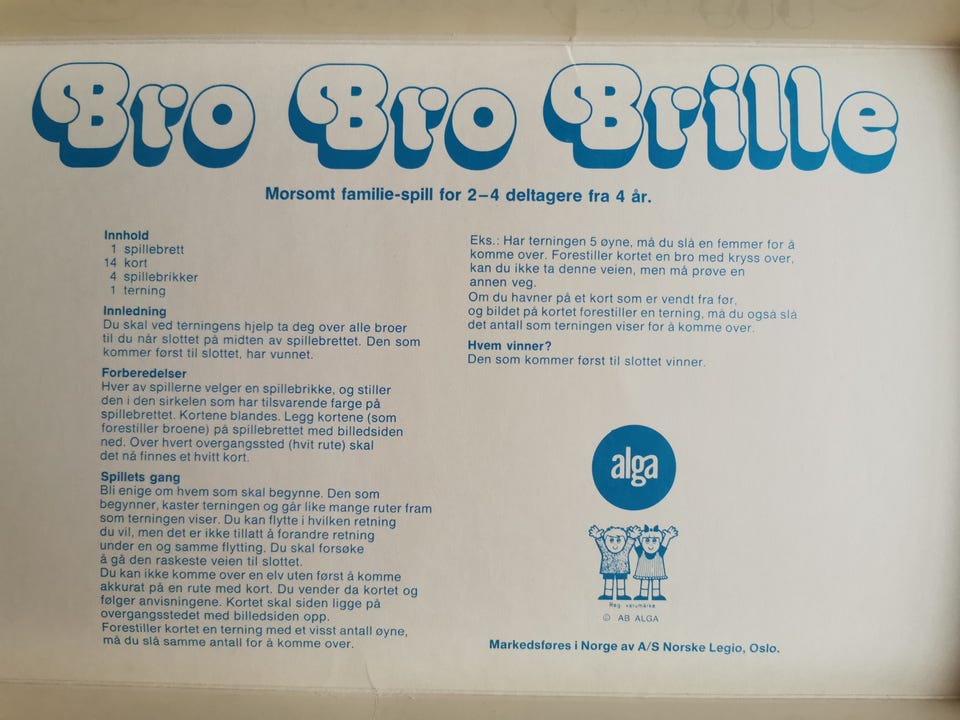 Bro Bro Brille
Morsomt familie-spill for 2–4 deltagere fra 4 år.
Innhold
1 spillebrett
14 kort
4 spillebrikker
1 terning
Innledning
Du skal ved terningens hjelp ta deg over alle broer
til du når slottet på midten av spillebrettet. Den som
kommer først til slottet, har vunnet.
Forberedelser
Hver av spillerne velger en spillebrikke, og stiller
den i den sirkelen som har tilsvarende farge på
spillebrettet. Kortene blandes. Legg kortene (som
forestiller broene) på spillebrettet med billedsiden
ned. Over hvert overgangssted (hvit rute) skal
det nå finnes et hvitt kort.
Spillets gang
Bli enige om hvem som skal begynne. Den som
begynner, kaster terningen og går like mange ruter fram
som terningen viser. Du kan flytte i hvilken retning
du vil, men det er ikke tillatt å forandre retning
under en og samme flytting. Du skal forsøke
å gå den raskeste veien til slottet.
Du kan ikke komme over en elv uten først å komme
akkurat på en rute med kort. Du vender da kortet og
følger anvisningene. Kortet skal siden ligge på
overgangsstedet med billedsiden opp.
Forestiller kortet en terning med et visst antall øyne,
må du slå samme antall for å komme over.
Eks.: Har terningen 5 øyne, må du slå en femmer for å
komme over. Forestiller kortet en bro med kryss over,
kan du ikke ta denne veien, men må prøve en
annen veg.
Om du havner på et kort som er vendt fra før,
og bildet på kortet forestiller en terning, må du også slå
det antall som terningen viser for å komme over.
Hvem vinner?
Den som kommer først til slottet vinner.
alga
Reg. varumärke
© AB ALGA
Markedsføres i Norge av A/S Norske Legio, Oslo.